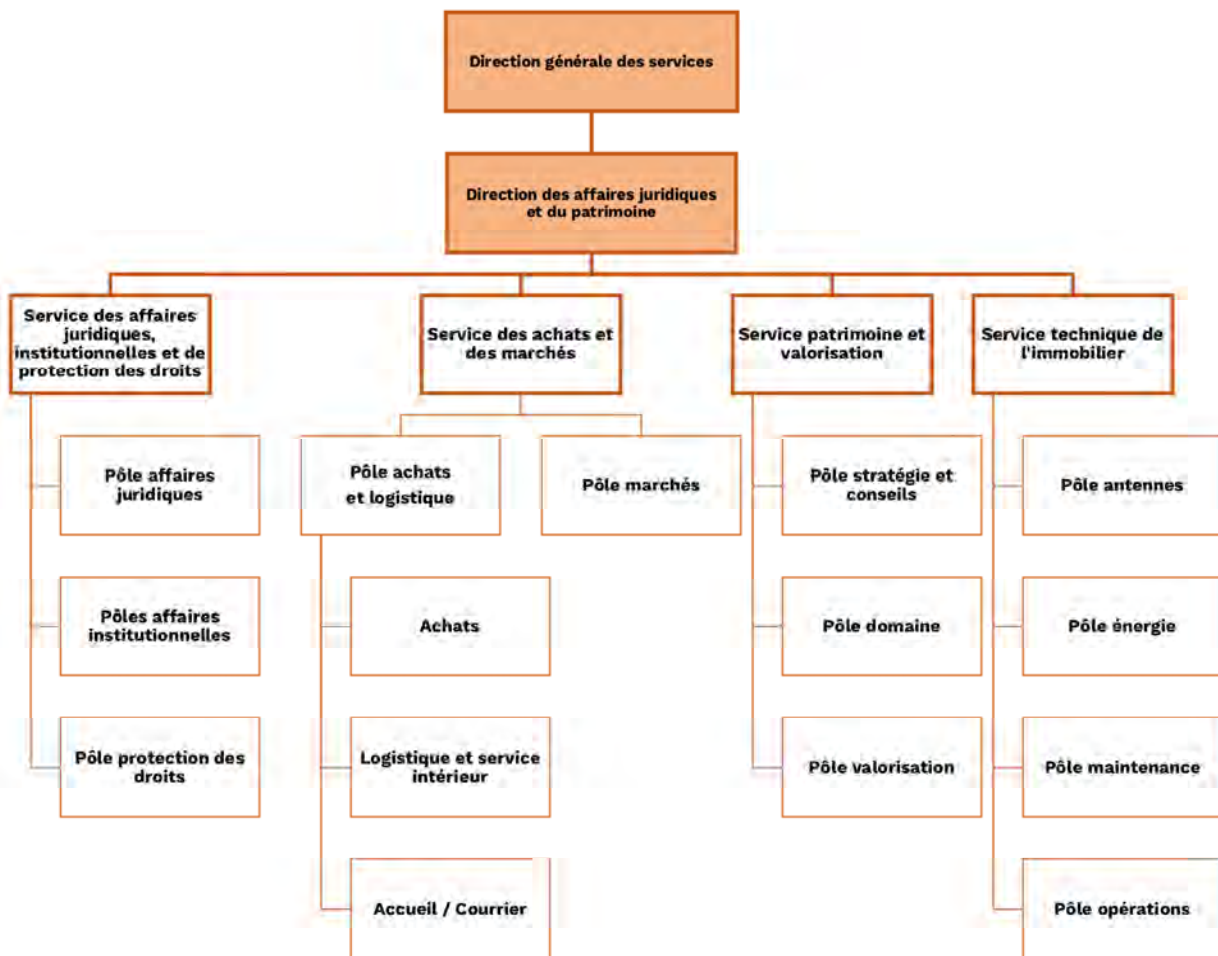 Direction générale des services
Direction des affaires juridiques
et du patrimoine
Service des affaires
juridiques,
institutionnelles et de
protection des droits
Service des achats et
des marchés
Service patrimoine et
valorisation
Service technique de
l'immobilier
Pôle affaires
juridiques
Pôle achats
et logistique
Pôle marchés
Pôle stratégie et
conseils
Pôle antennes
Pôles affaires
institutionnelles
Achats
Pôle domaine
Pôle énergie
Pôle protection des
droits
Logistique et service
intérieur
Pôle valorisation
Pôle maintenance
Accueil / Courrier
Pôle opérations